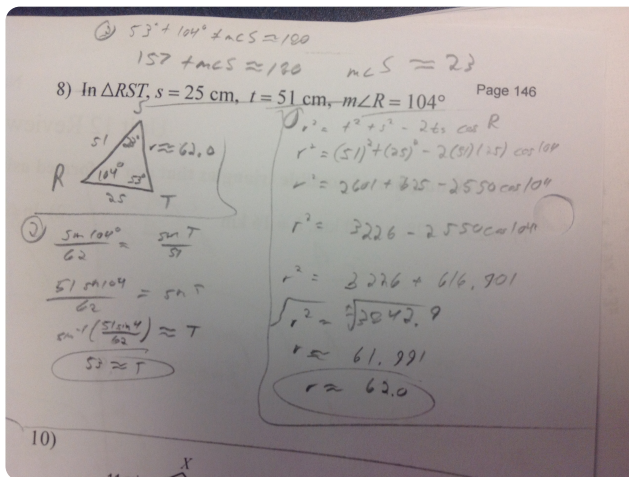 ③ 53° + 104° + m<S ≈ 180
157 + m<S ≈ 180 m<S ≈ 23
8) In △RST, s = 25 cm, t = 51 cm, m∠R = 104° Page 146
S
51 23° r ≈ 62.0
R 104° 53°
25 T
① r² = t² + s² - 2ts cos R
r² = (51)² + (25)² - 2(51)(25) cos 104
r² = 2601 + 625 - 2550 cos 104
r² = 3226 - 2550 cos 104
r² = 3226 + 616.901
√r² = √3842.9
r ≈ 61.991
r ≈ 62.0
② sin 104° / 62 = sin T / 51
51 sin 104 / 62 = sin T
sin⁻¹ (51 sin 4 / 62) ≈ T
53 ≈ T
10)
X